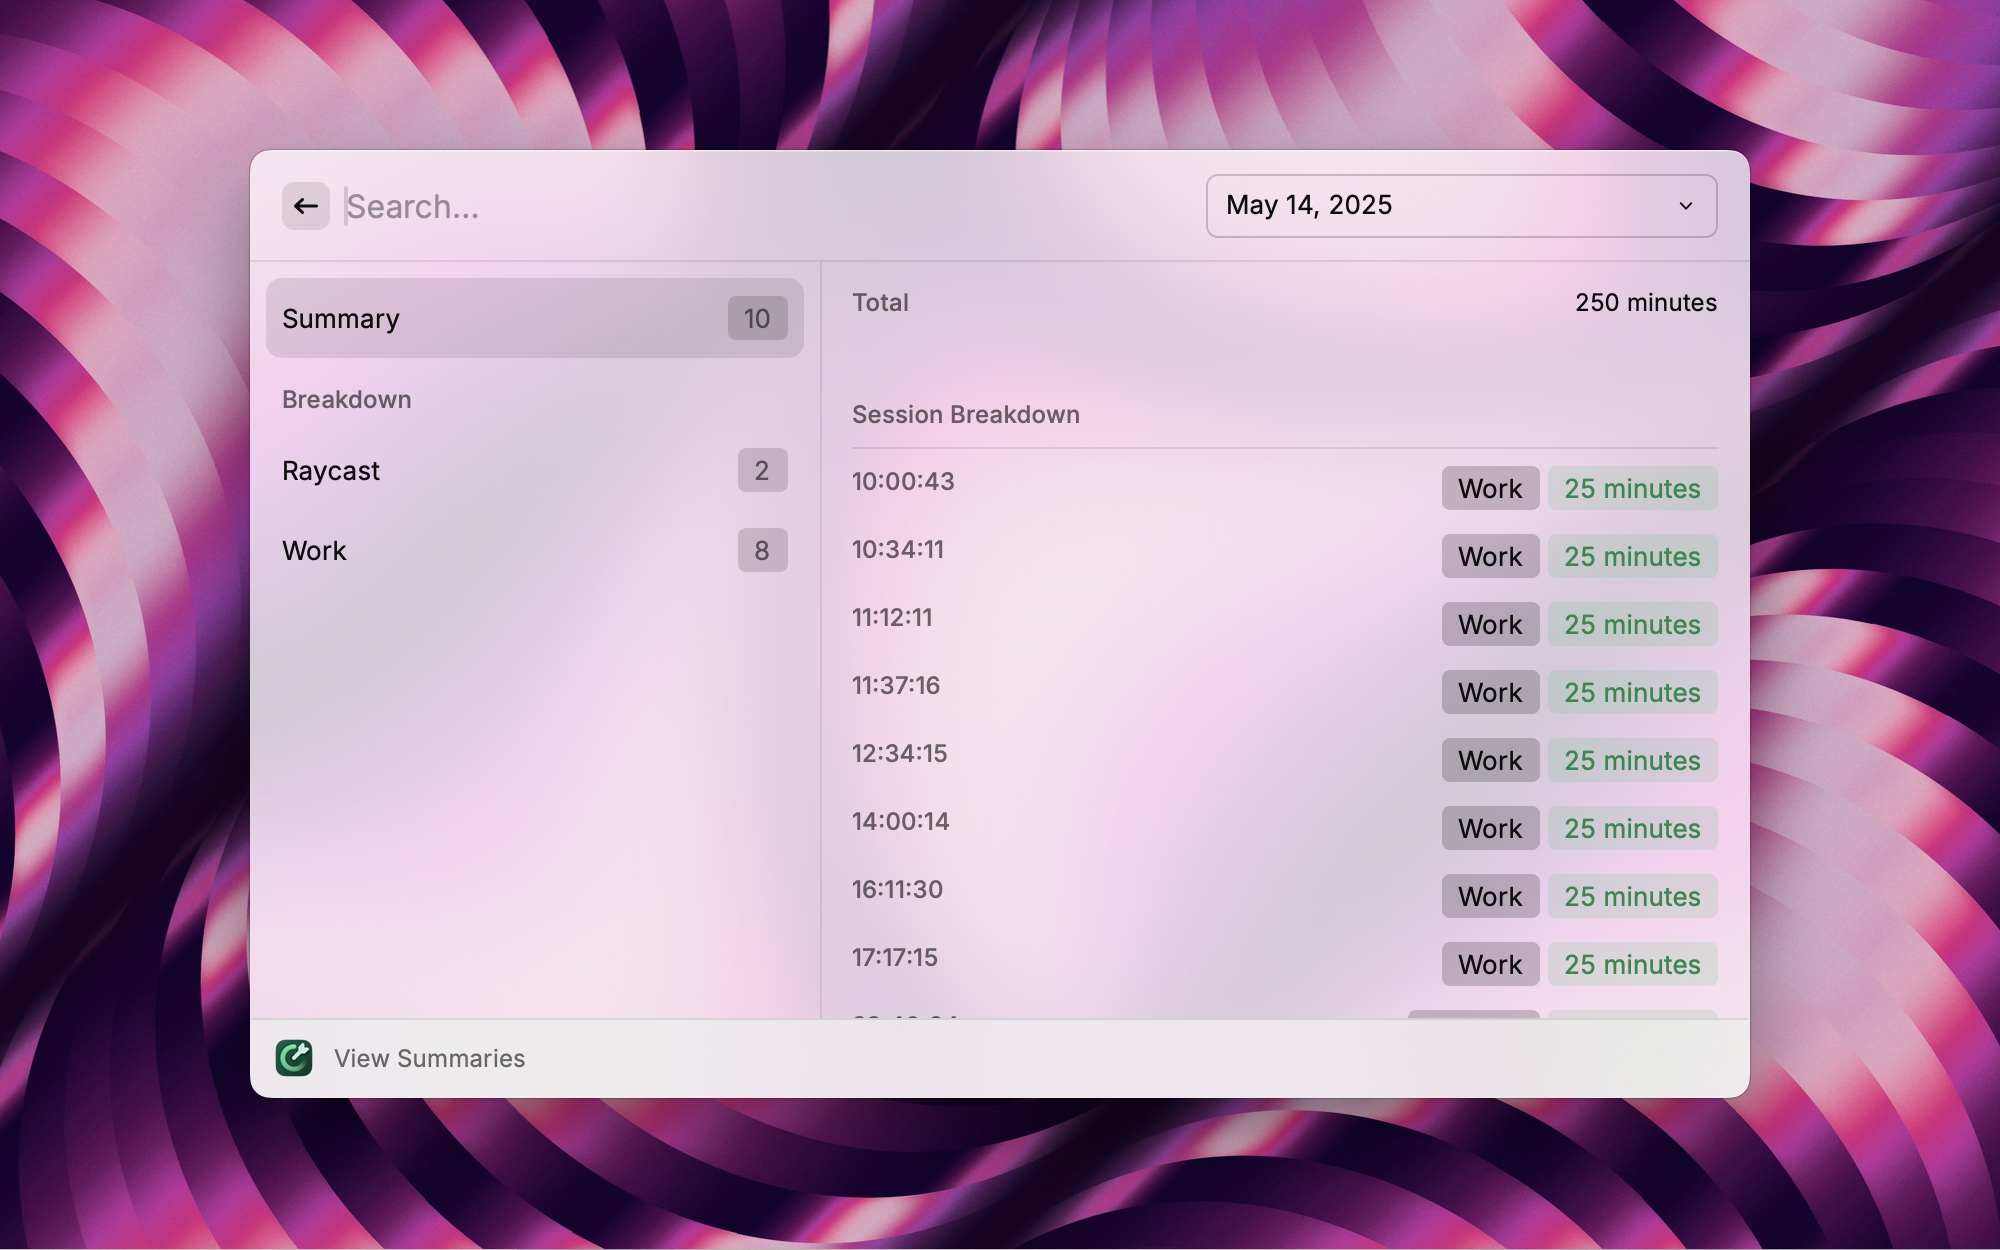 Search...
May 14, 2025
Summary 10
Breakdown
Raycast 2
Work 8
Total 250 minutes
Session Breakdown
10:00:43 Work 25 minutes
10:34:11 Work 25 minutes
11:12:11 Work 25 minutes
11:37:16 Work 25 minutes
12:34:15 Work 25 minutes
14:00:14 Work 25 minutes
16:11:30 Work 25 minutes
17:17:15 Work 25 minutes
View Summaries